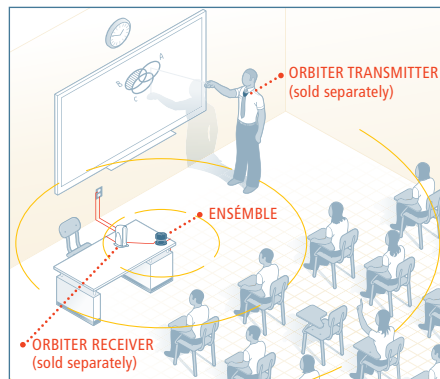 A
B
C
ORBITER TRANSMITTER
(sold separately)
ENSÉMBLE
ORBITER RECEIVER
(sold separately)